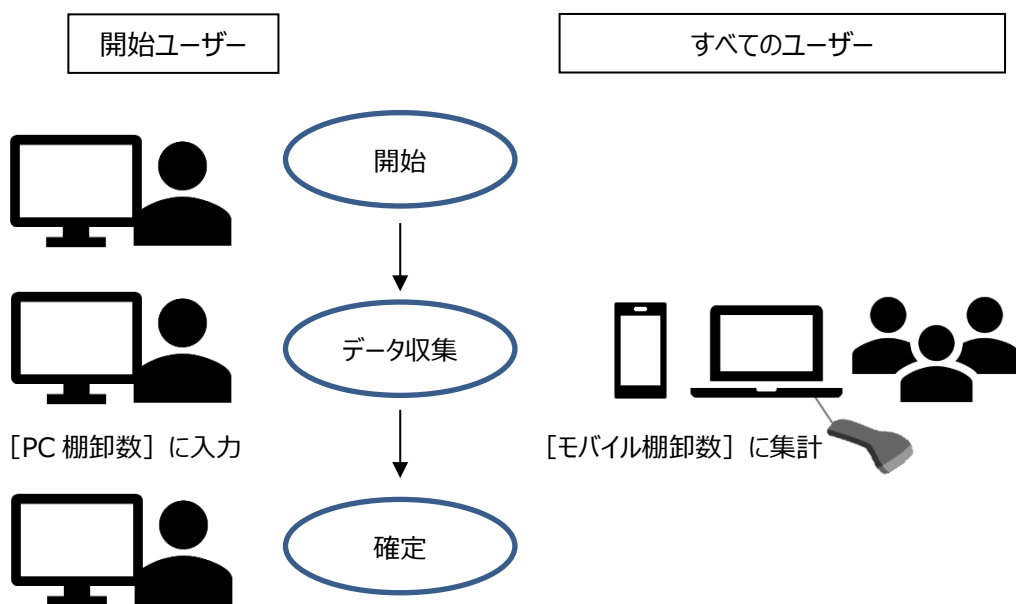 開始ユーザー
すべてのユーザー
開始
データ収集
［PC 棚卸数］に入力
［モバイル棚卸数］に集計
確定